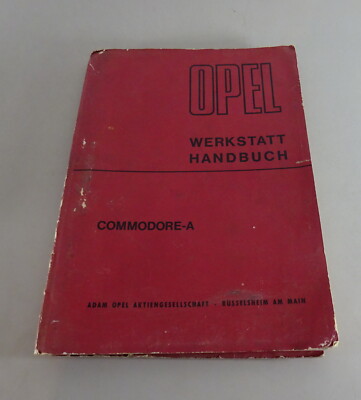 OPEL
WERKSTATT
HANDBUCH
COMMODORE-A
ADAM OPEL AKTIENGESELLSCHAFT - RÜSSELSHEIM AM MAIN